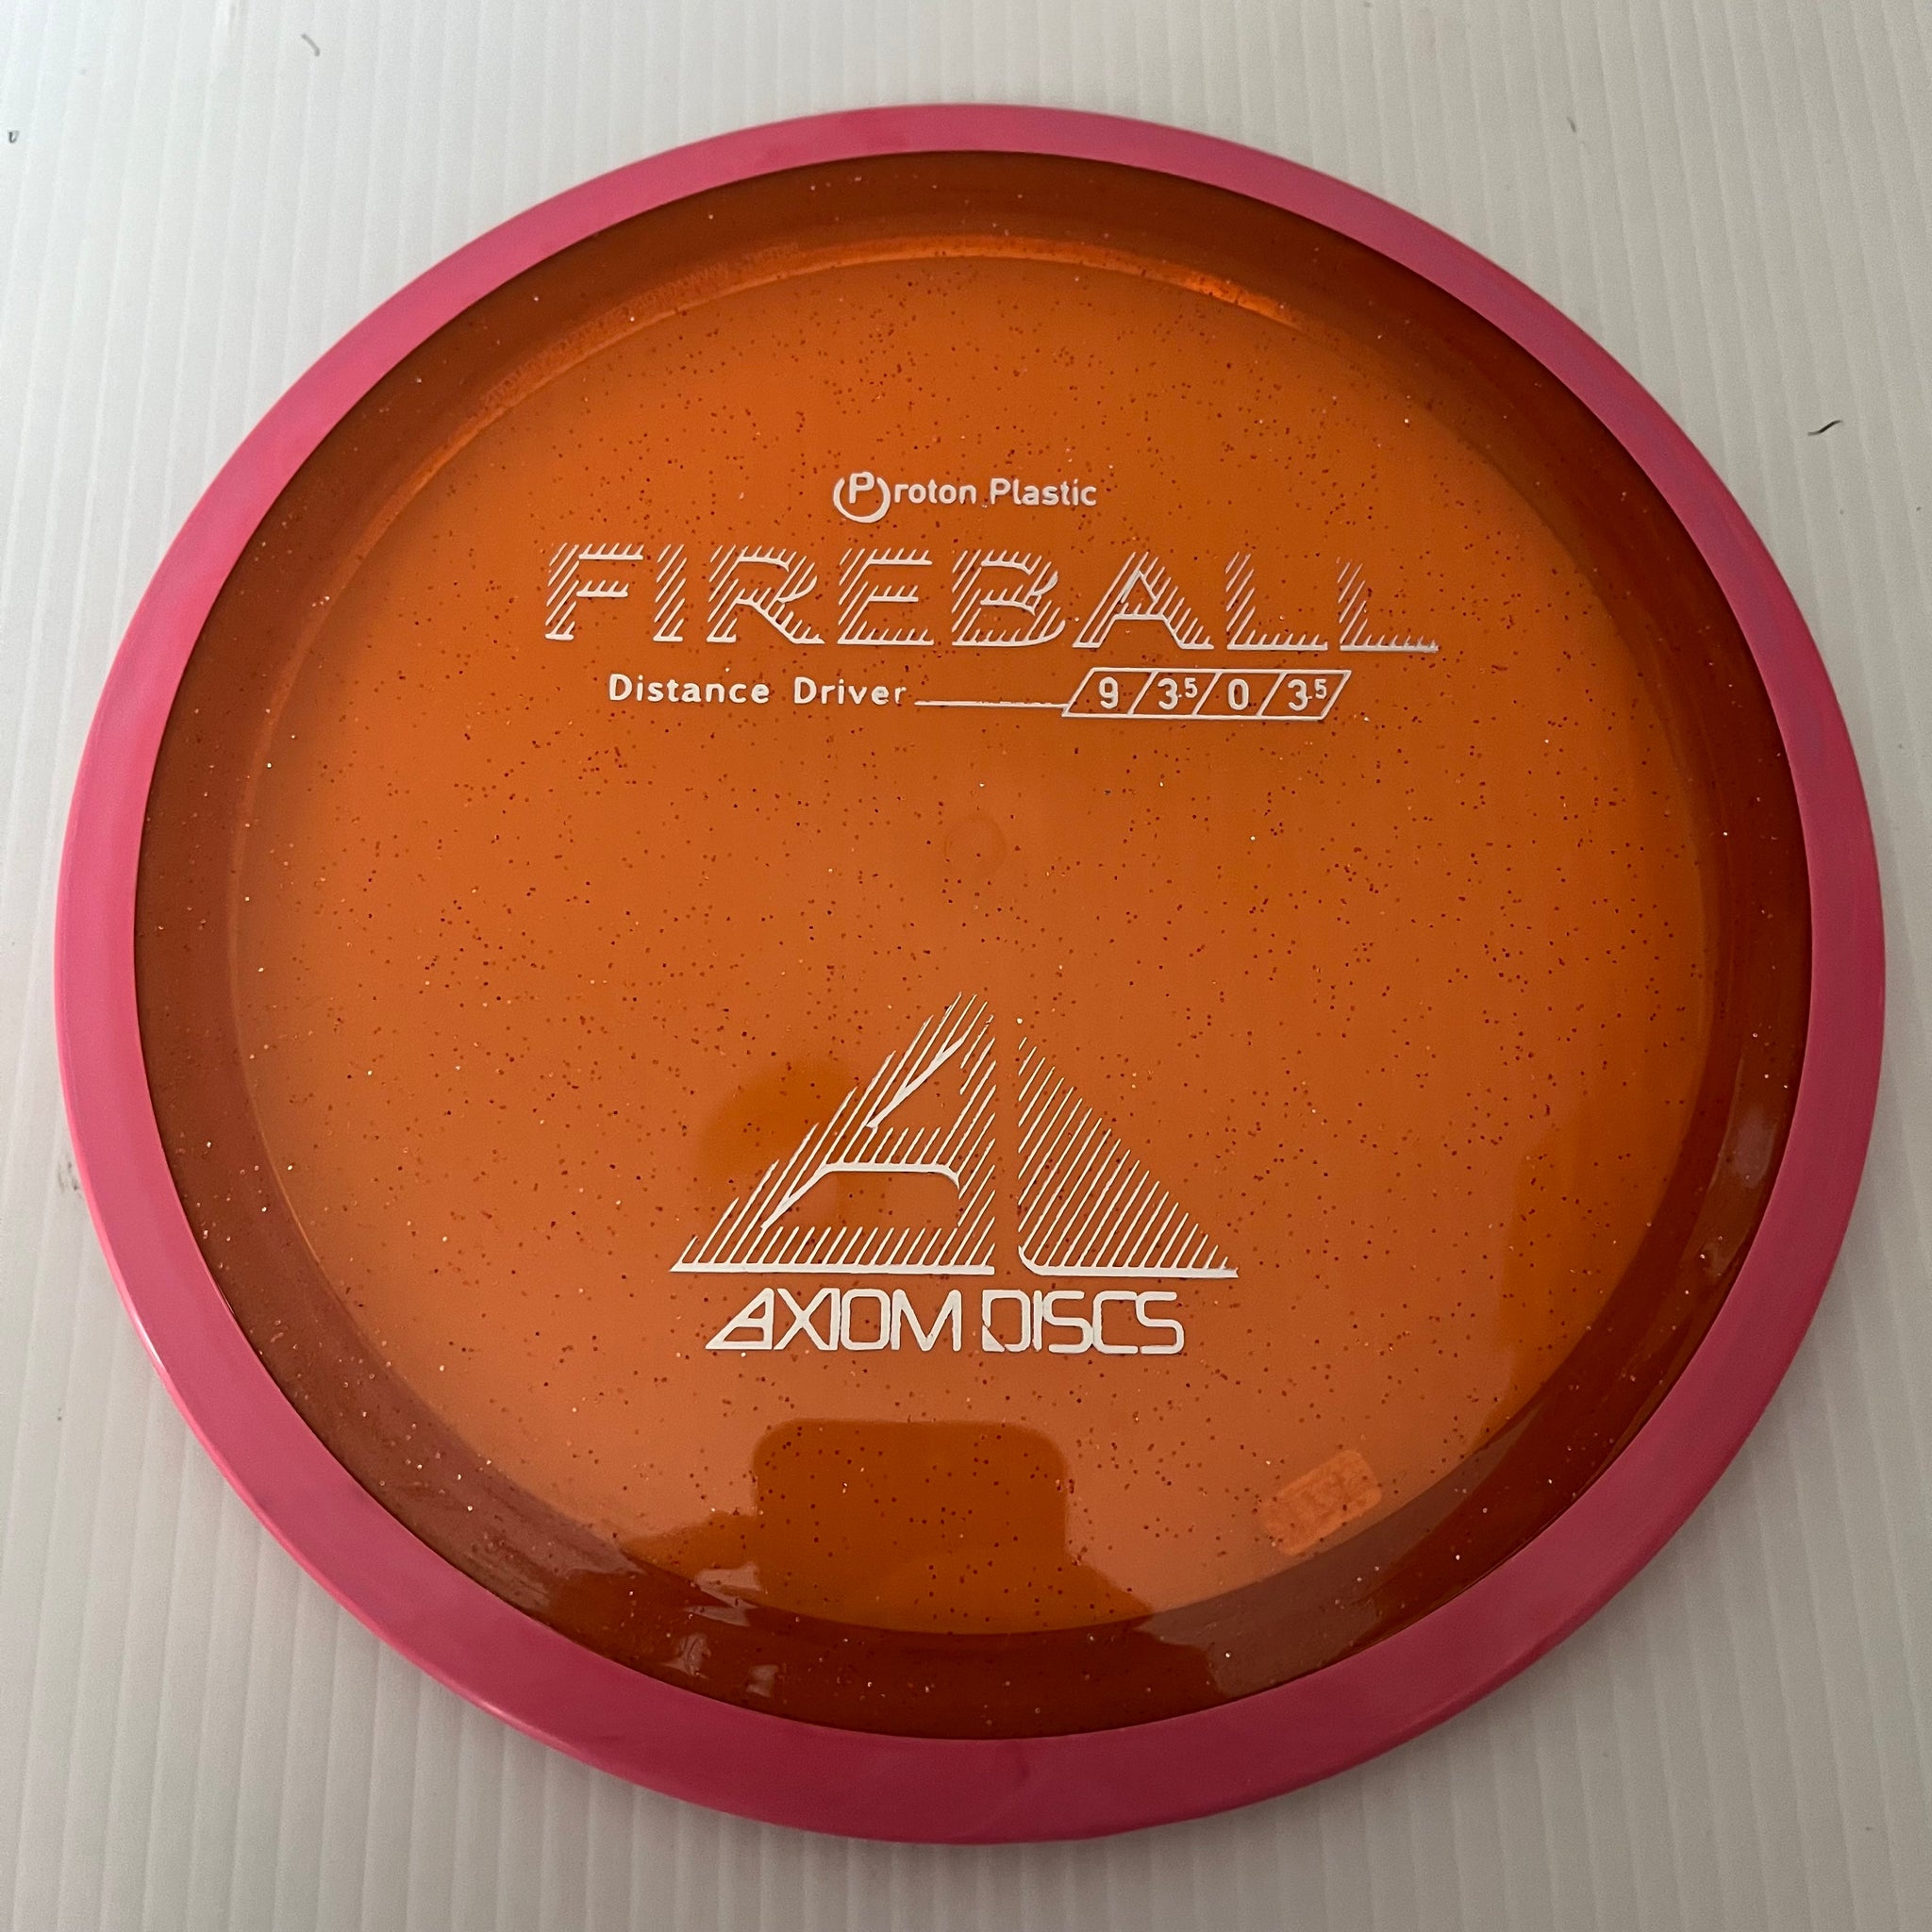 Proton Plastic
FIREBALL
Distance Driver 9/3.5/0/3.5
AXIOM DISCS